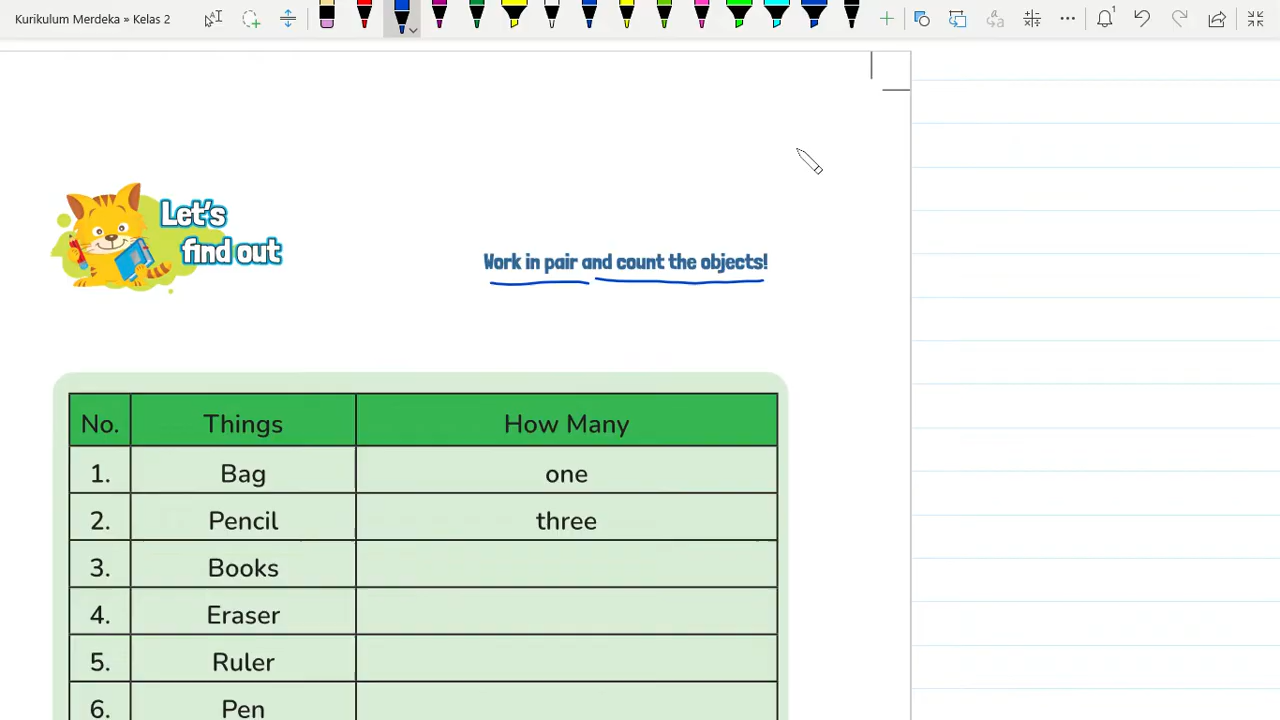 Kurikulum Merdeka » Kelas 2
1
Let's
find out
Work in pair and count the objects!
No. Things How Many
1. Bag one
2. Pencil three
3. Books
4. Eraser
5. Ruler
6. Pen